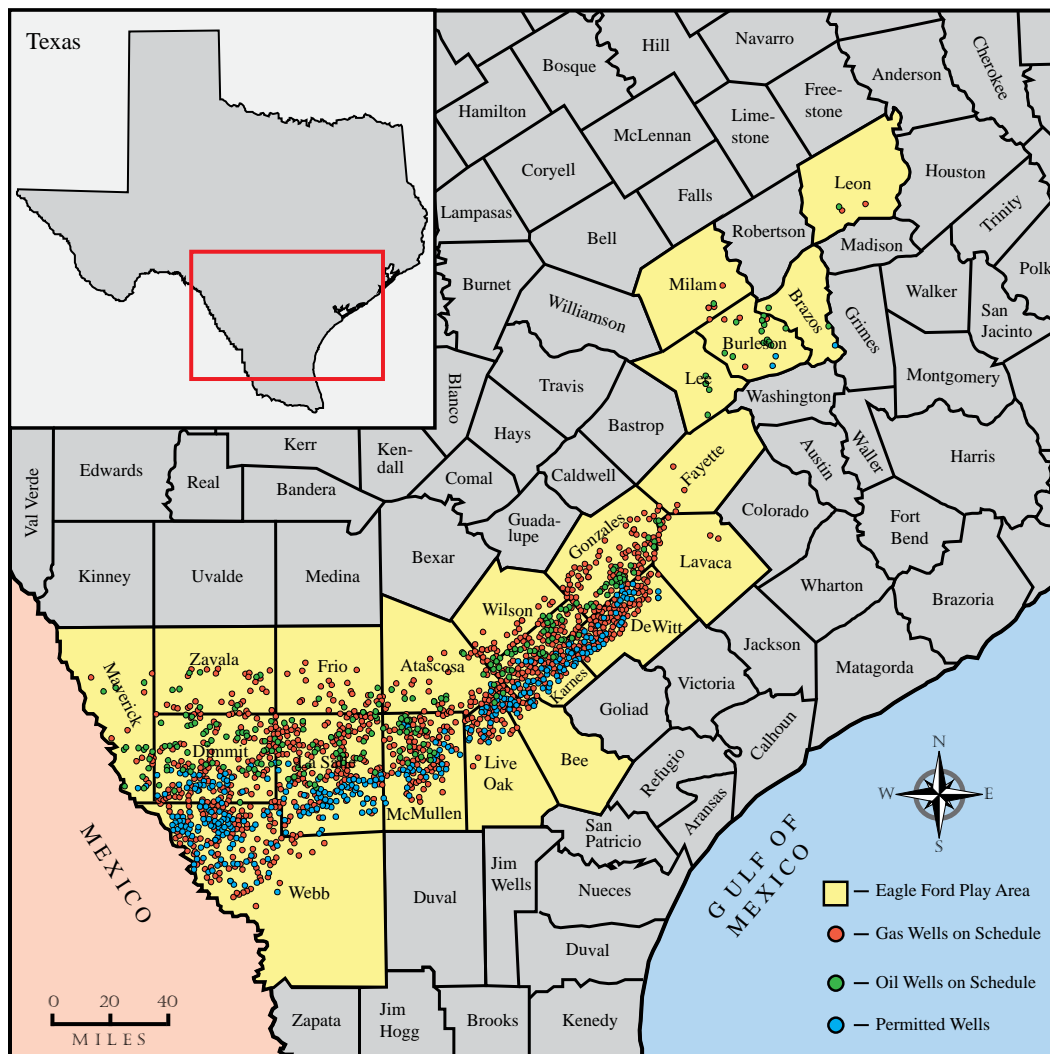 Texas
Hill
Navarro
Cherokee
Bosque
Anderson
Free-
stone
Hamilton
Lime-
stone
McLennan
Coryell
Houston
Leon
Falls
Trinity
Lampasas
Robertson
Bell
Madison
Polk
Burnet
Milam
Walker
Williamson
Brazos
Grimes
San
Jacinto
Burleson
Lee
Montgomery
Travis
Blanco
Washington
Hays
Bastrop
Kerr
Ken-
dall
Austin
Waller
Harris
Edwards
Real
Bandera
Comal
Caldwell
Fayette
Val Verde
Colorado
Guada-
lupe
Gonzales
Fort
Bend
Bexar
Lavaca
Kinney
Uvalde
Medina
Wharton
Brazoria
Wilson
DeWitt
Jackson
Matagorda
Zavala
Frio
Atascosa
Maverick
Karnes
Victoria
Goliad
Calhoun
Dimmit
La Salle
Live
Oak
Bee
Refugio
Aransas
McMullen
San
Patricio
N
W
E
S
MEXICO
GULF OF
MEXICO
Webb
Duval
Jim
Wells
Nueces
Duval
Eagle Ford Play Area
— Gas Wells on Schedule
— Oil Wells on Schedule
— Permitted Wells
0 20 40
MILES
Zapata
Jim
Hogg
Brooks
Kenedy